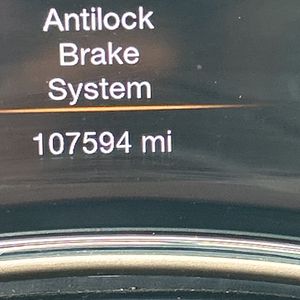 Antilock
Brake
System
107594 mi